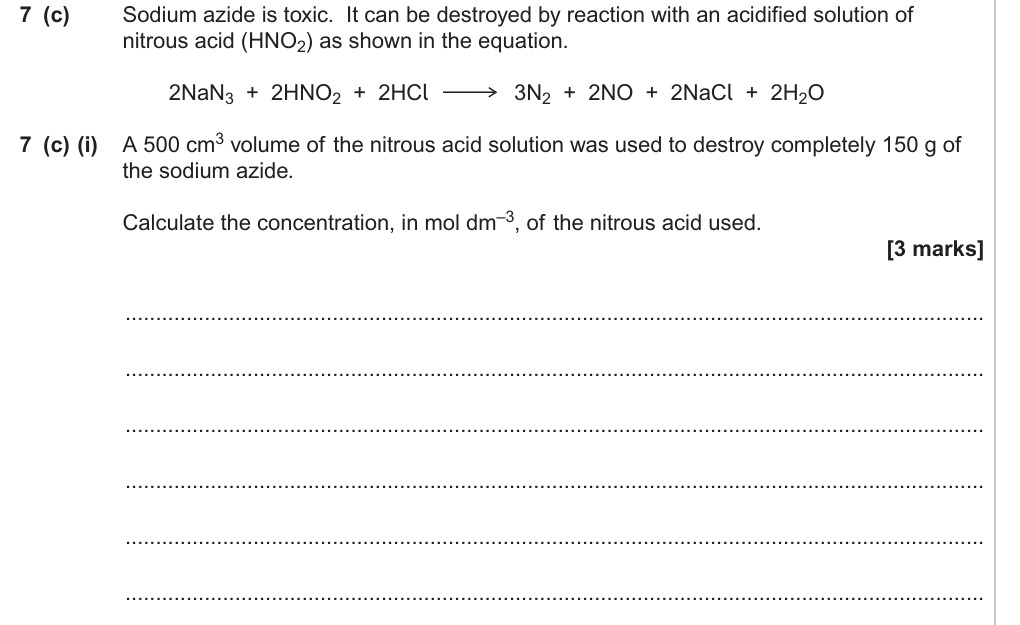 7 (c) Sodium azide is toxic. It can be destroyed by reaction with an acidified solution of
nitrous acid (HNO₂) as shown in the equation.
2NaN₃ + 2HNO₂ + 2HCl ⟶ 3N₂ + 2NO + 2NaCl + 2H₂O
7 (c) (i) A 500 cm³ volume of the nitrous acid solution was used to destroy completely 150 g of
the sodium azide.
Calculate the concentration, in mol dm⁻³, of the nitrous acid used.
[3 marks]